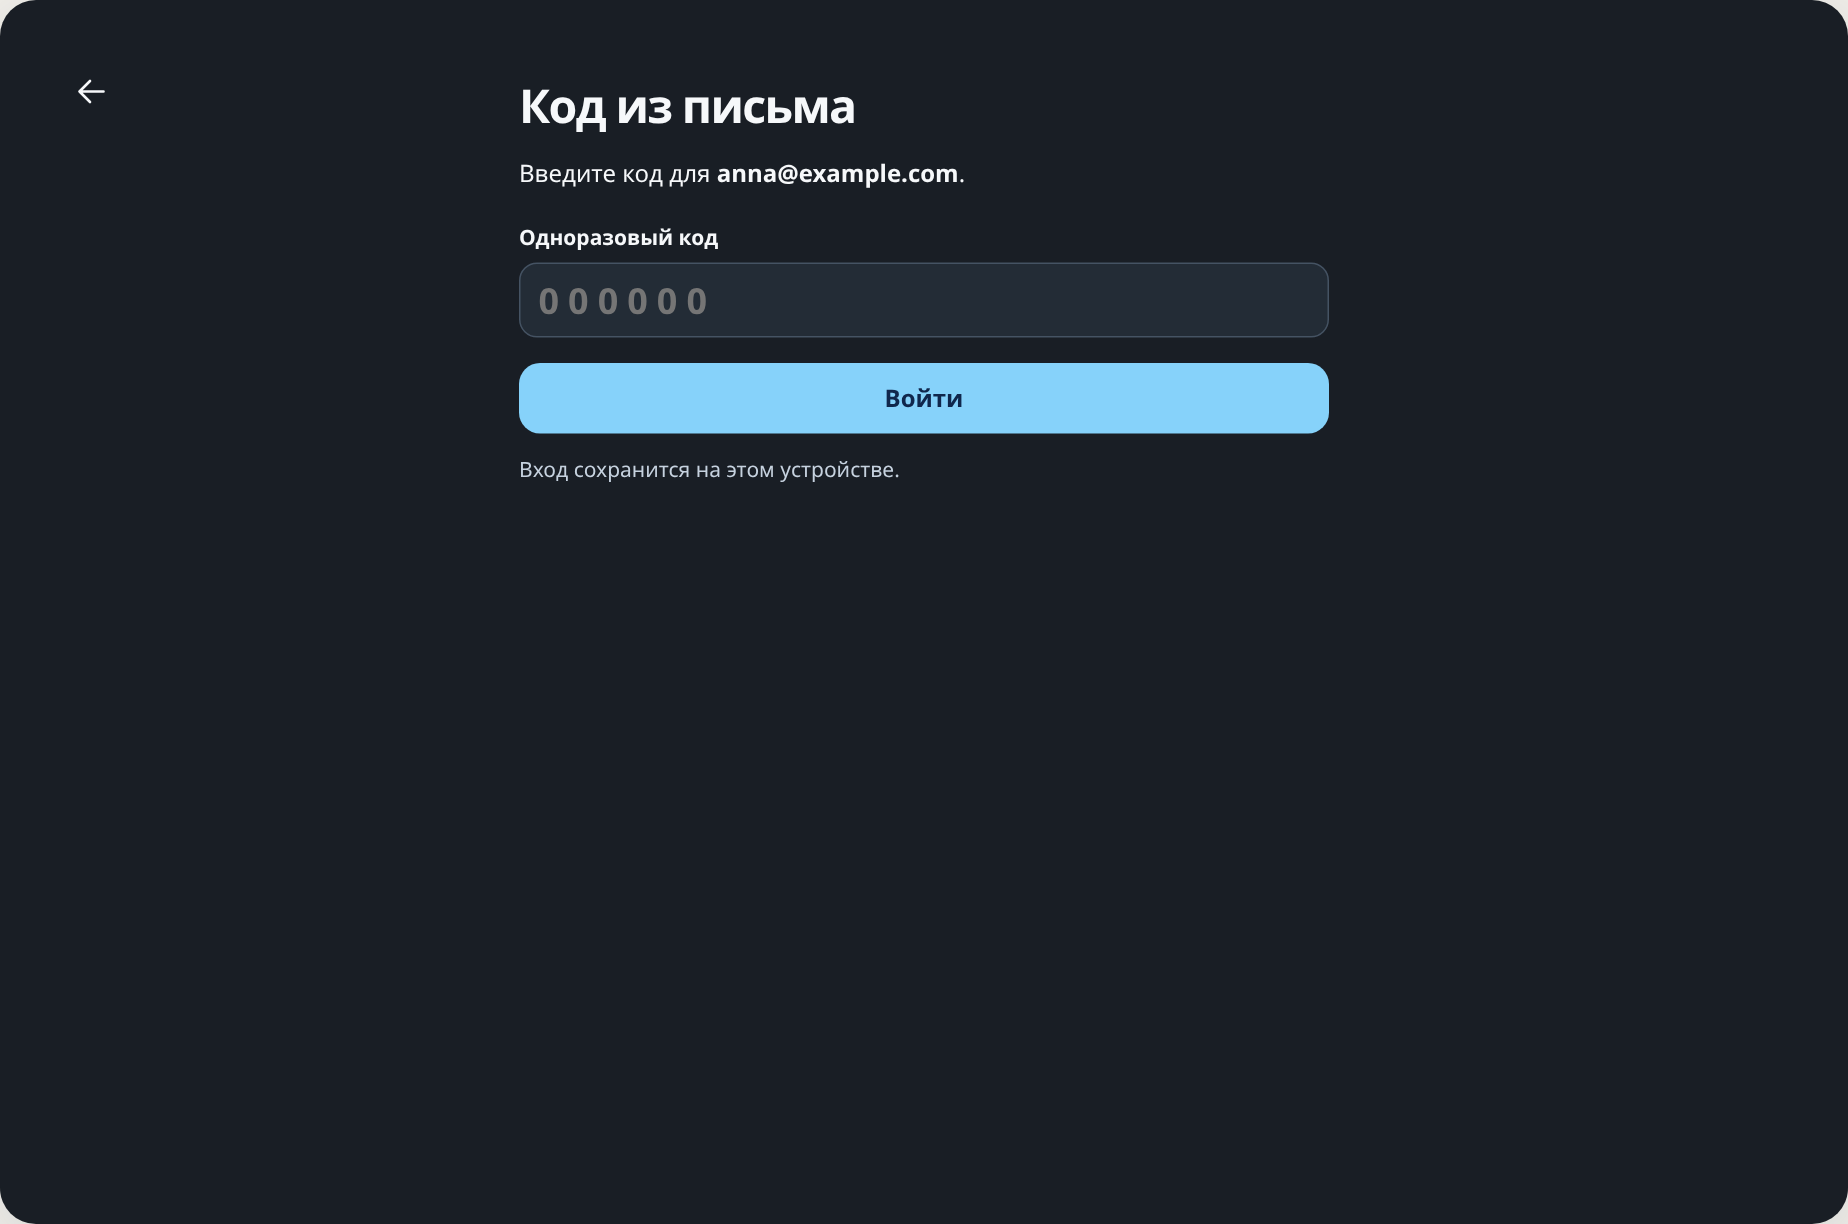 Код из письма
Введите код для anna@example.com.
Одноразовый код
000000
Войти
Вход сохранится на этом устройстве.